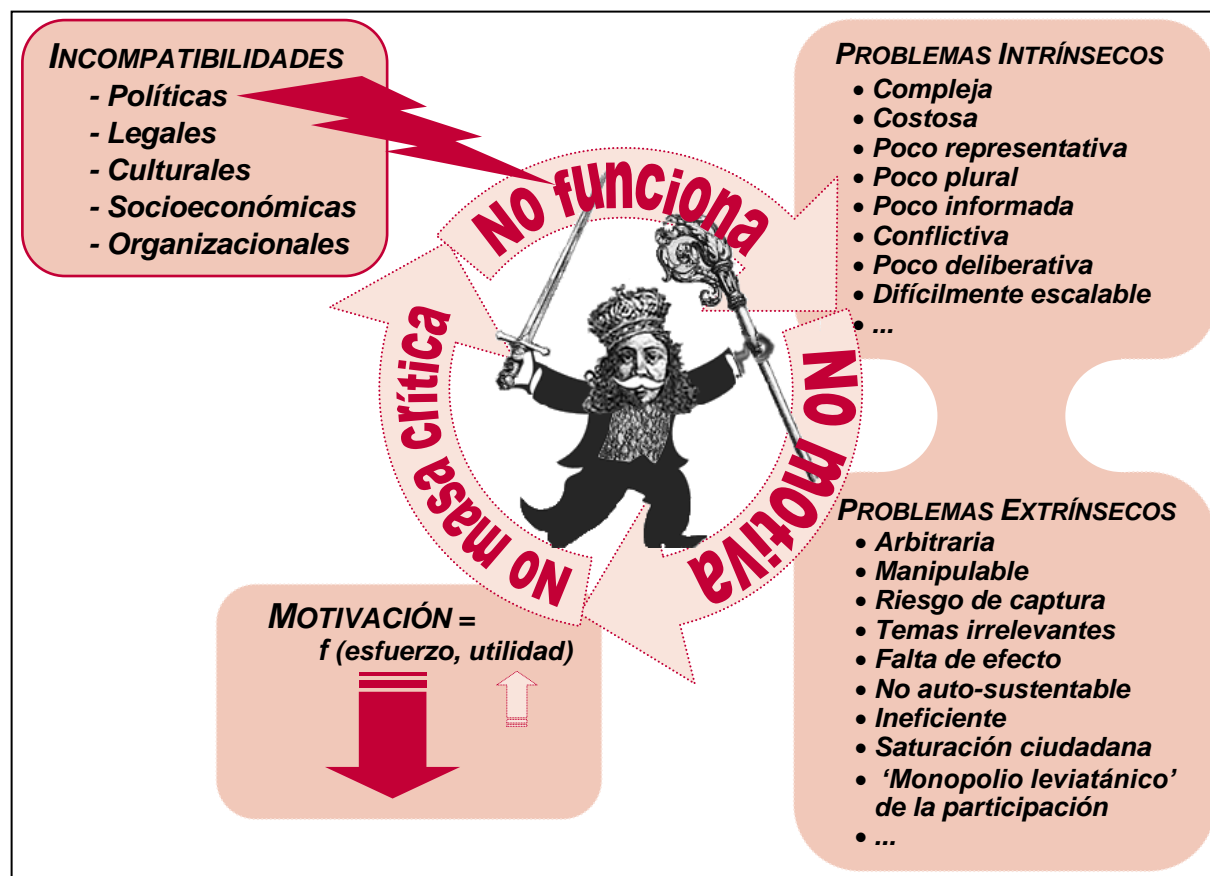 INCOMPATIBILIDADES
- Políticas
- Legales
- Culturales
- Socioeconómicas
- Organizacionales
PROBLEMAS INTRÍNSECOS
• Compleja
• Costosa
• Poco representativa
• Poco plural
• Poco informada
• Conflictiva
• Poco deliberativa
• Difícilmente escalable
• ...
No funciona
No motiva
No masa crítica
PROBLEMAS EXTRÍNSECOS
• Arbitraria
• Manipulable
• Riesgo de captura
• Temas irrelevantes
• Falta de efecto
• No auto-sustentable
• Ineficiente
• Saturación ciudadana
• ‘Monopolio leviatánico’
de la participación
• ...
MOTIVACIÓN =
f (esfuerzo, utilidad)